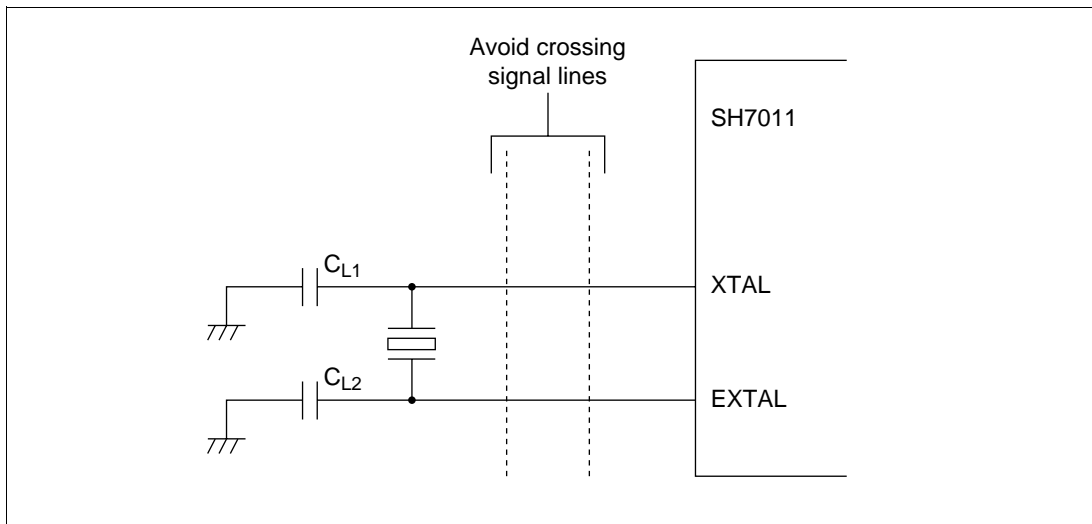 Avoid crossing
signal lines
SH7011
CL1
XTAL
CL2
EXTAL